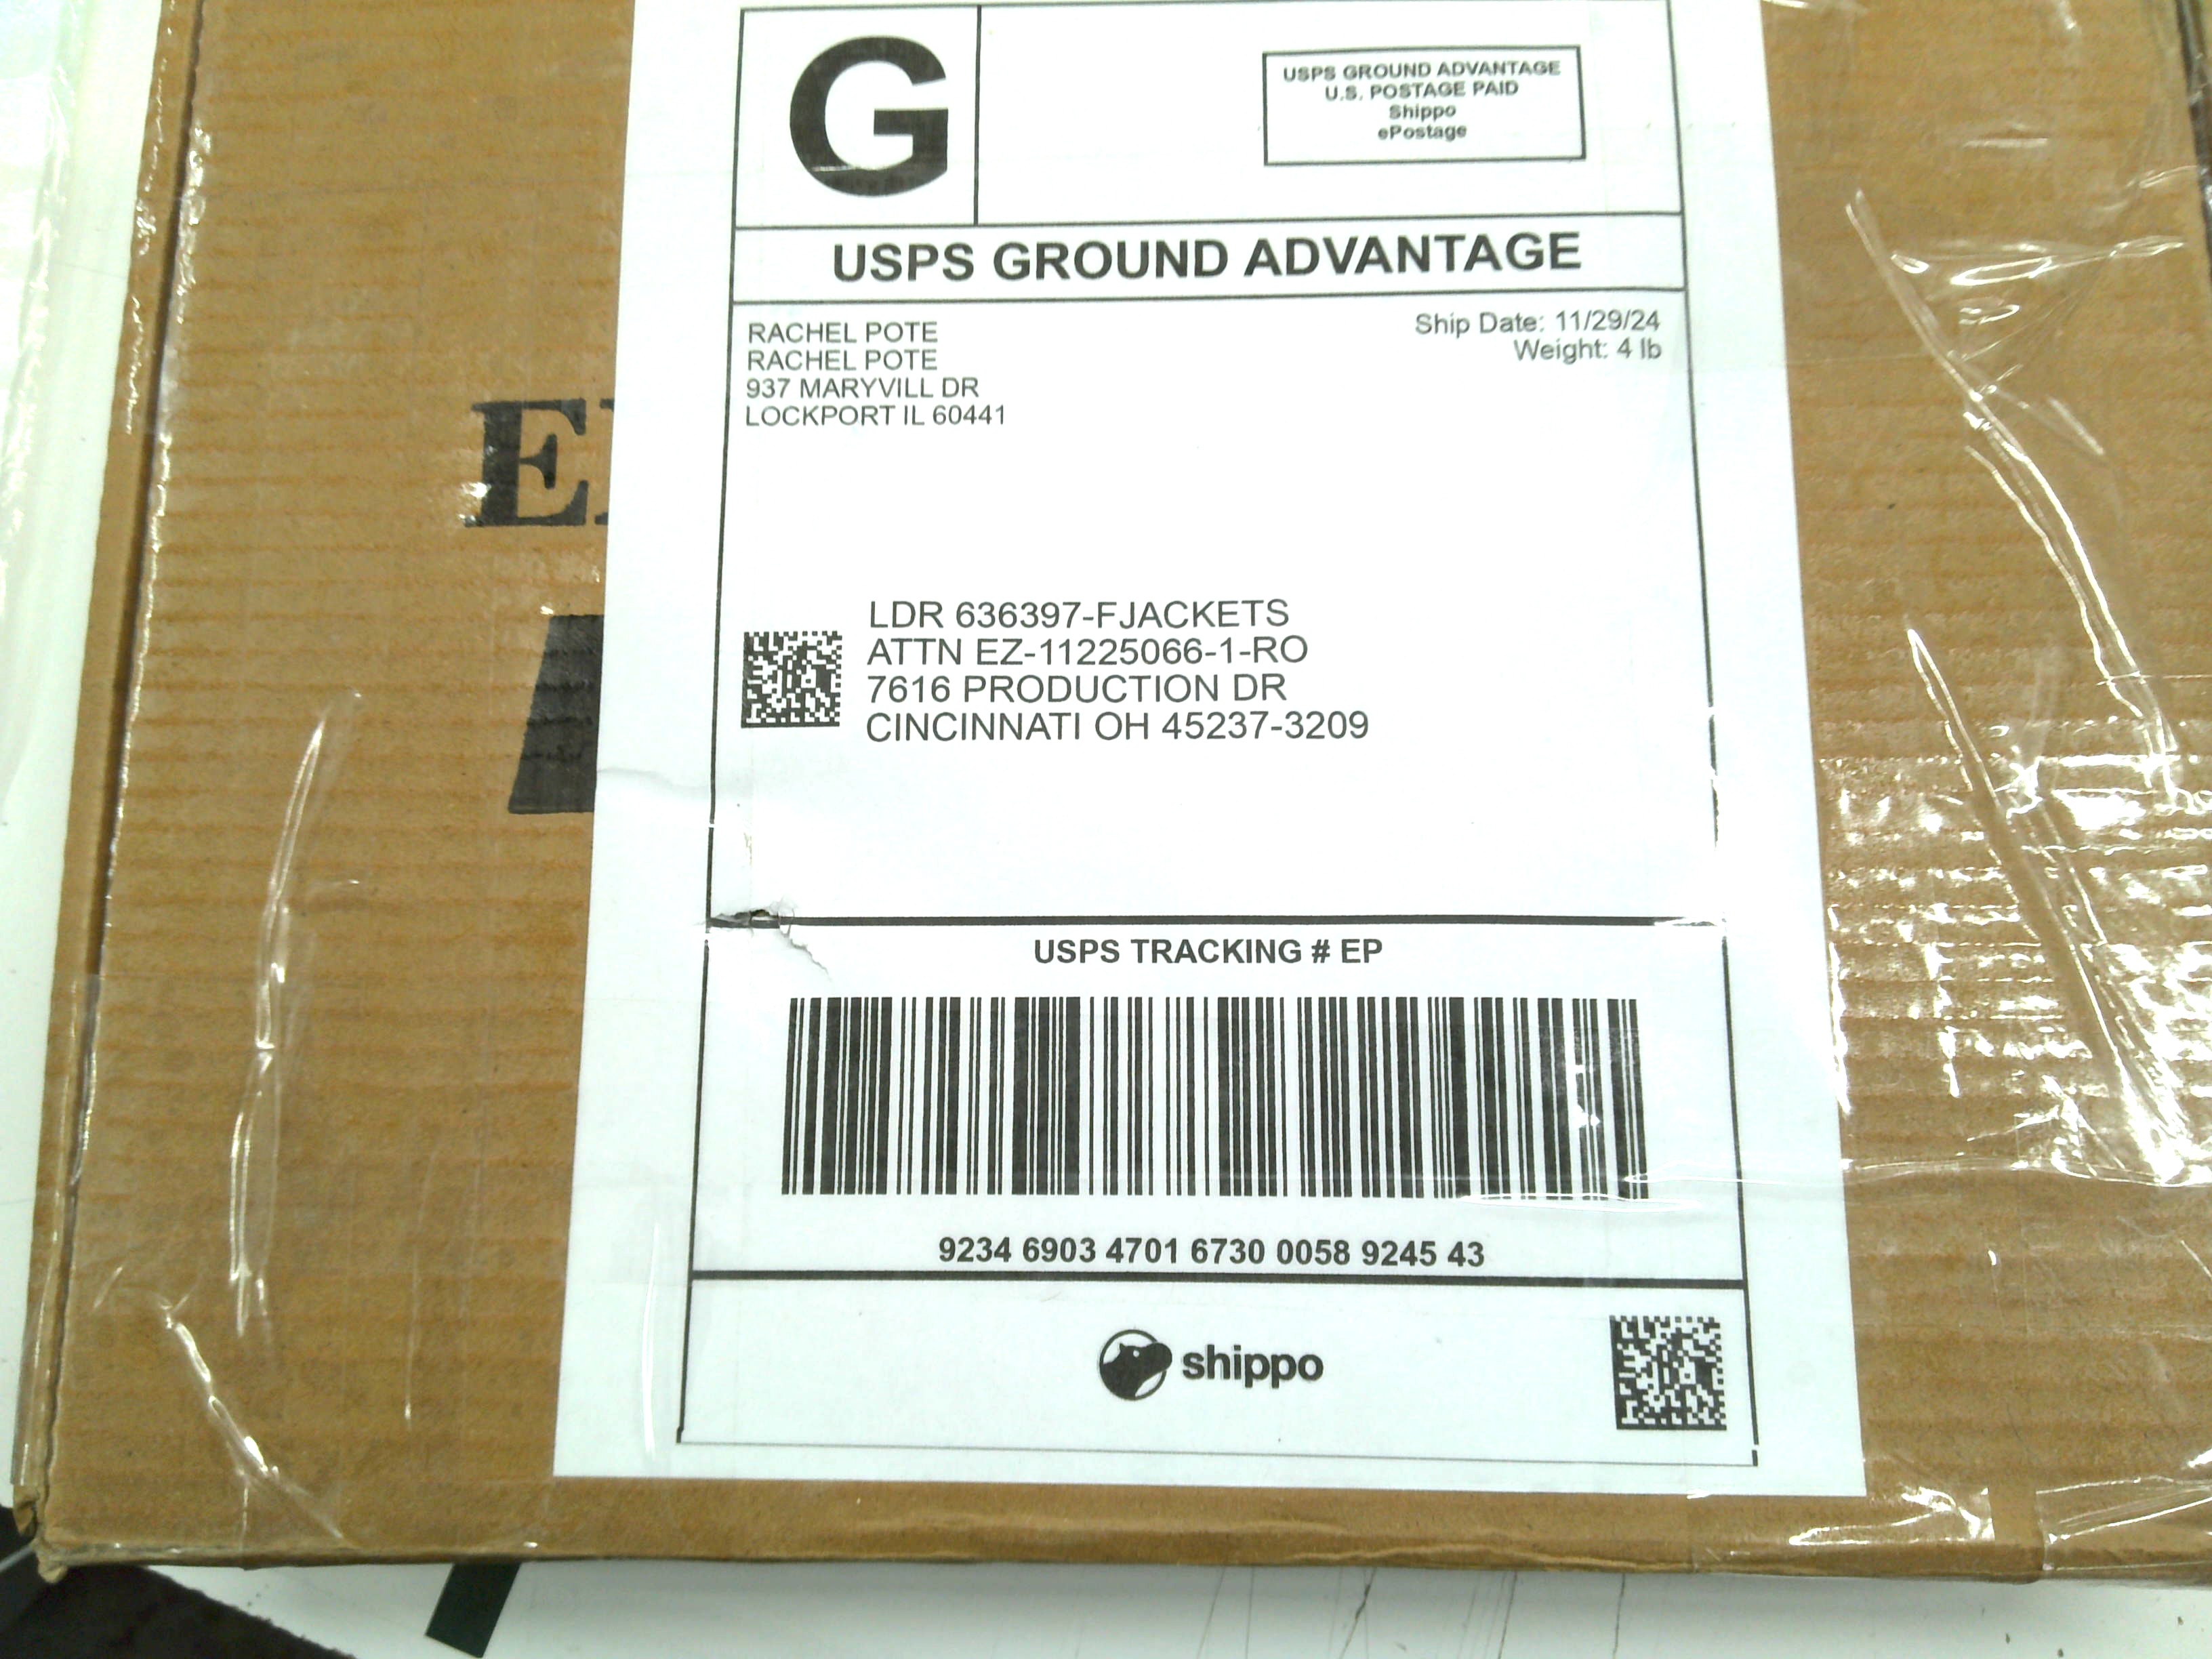 G
USPS GROUND ADVANTAGE
U.S. POSTAGE PAID
Shippo
ePostage
USPS GROUND ADVANTAGE
RACHEL POTE
RACHEL POTE
937 MARYVILL DR
LOCKPORT IL 60441
Ship Date: 11/29/24
Weight: 4 lb
LDR 636397-FJACKETS
ATTN EZ-11225066-1-RO
7616 PRODUCTION DR
CINCINNATI OH 45237-3209
USPS TRACKING # EP
9234 6903 4701 6730 0058 9245 43
shippo